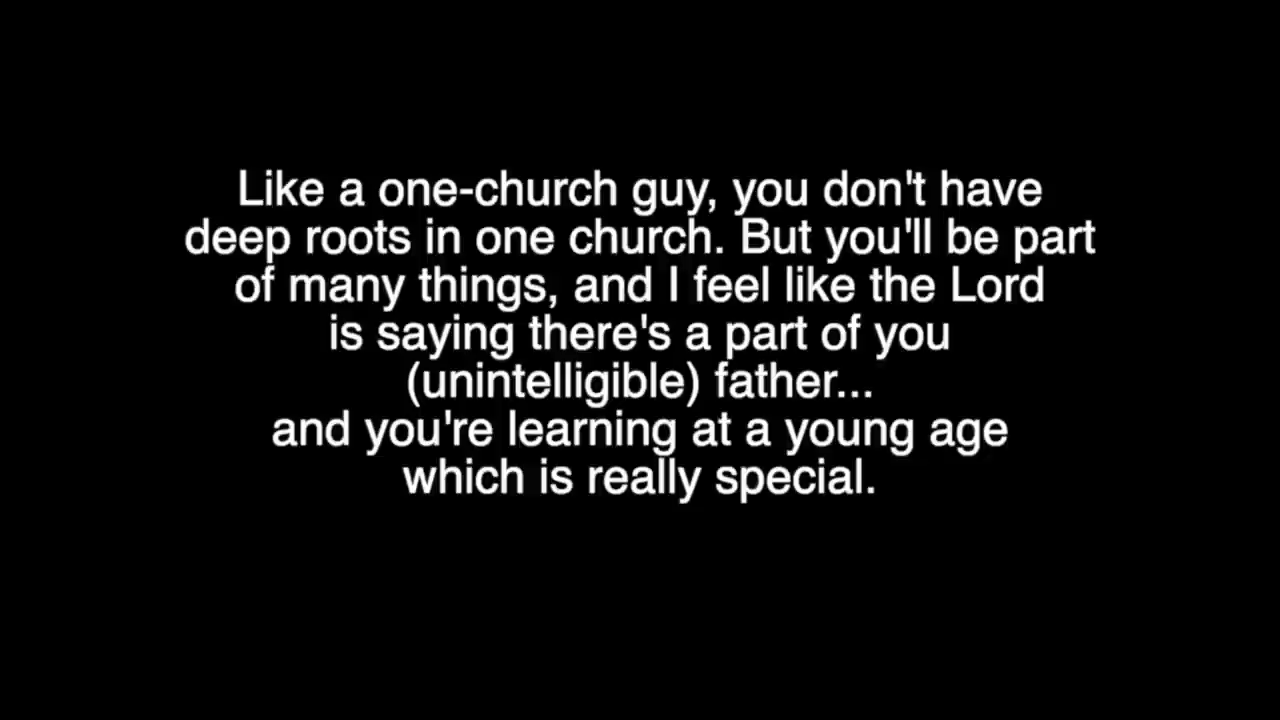 Like a one-church guy, you don't have
deep roots in one church. But you'll be part
of many things, and I feel like the Lord
is saying there's a part of you
(unintelligible) father...
and you're learning at a young age
which is really special.